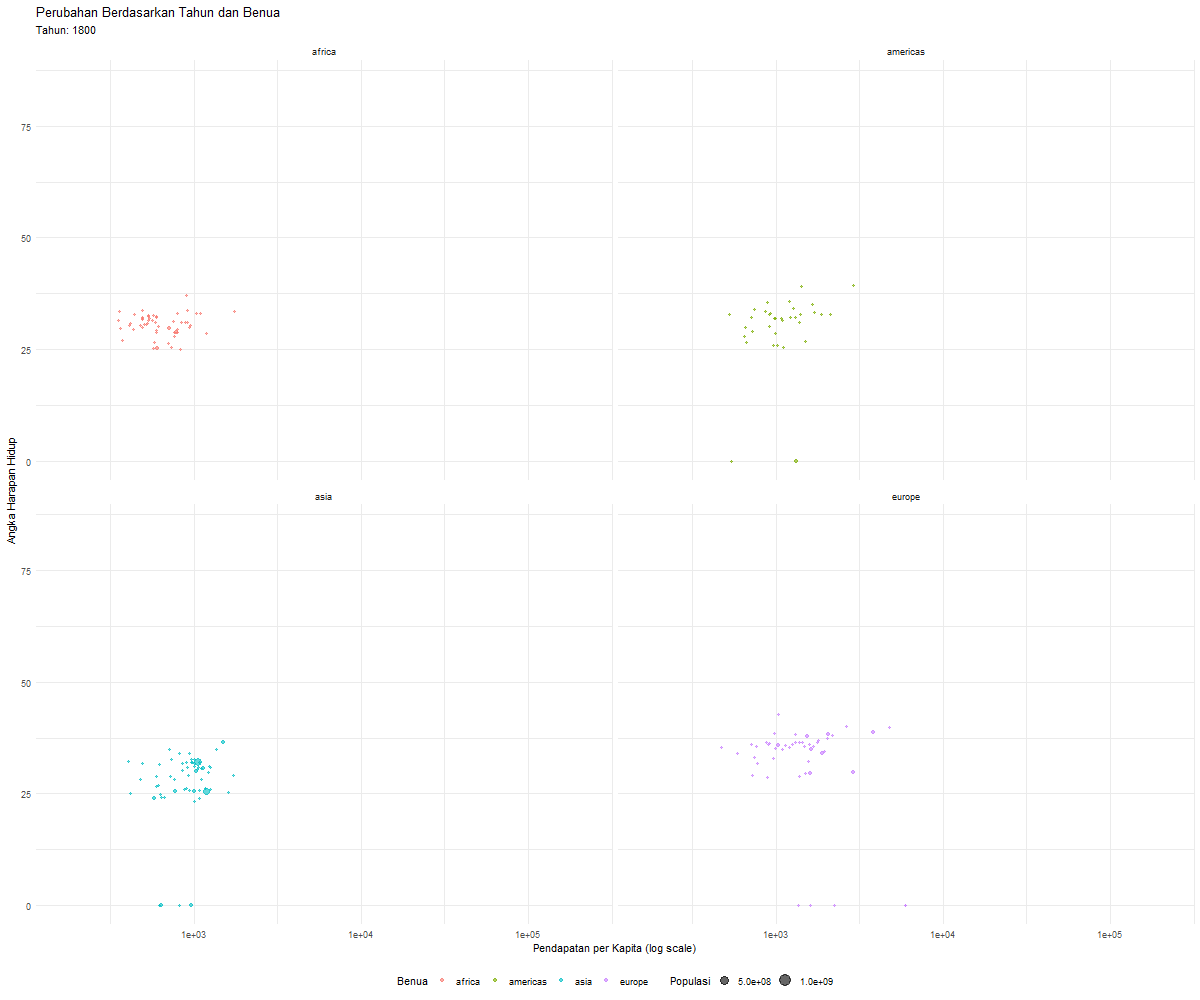 Perubahan Berdasarkan Tahun dan Benua
Tahun: 1800
africa
americas
75
50
25
0
Angka Harapan Hidup
asia
europe
75
50
25
0
1e+03
1e+04
1e+05
1e+03
1e+04
1e+05
Pendapatan per Kapita (log scale)
Benua africa americas asia europe Populasi 5.0e+08 1.0e+09